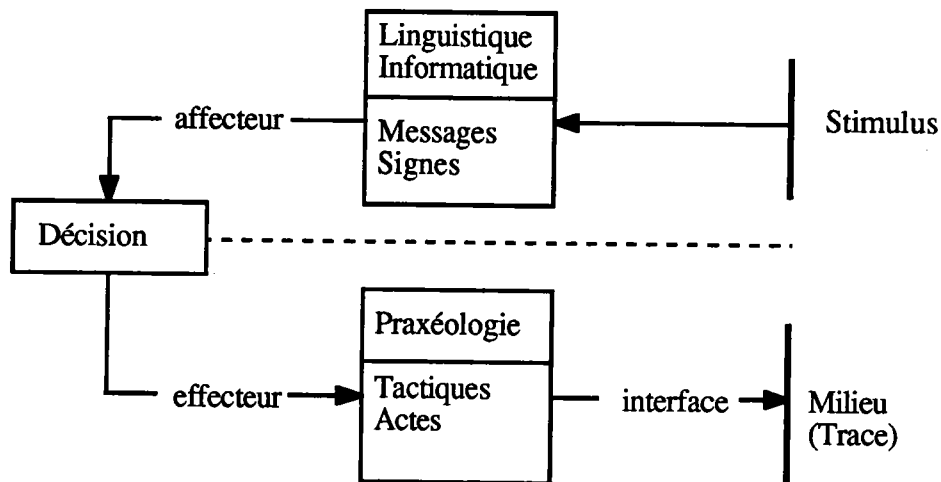 Linguistique
Informatique
affecteur
Messages
Signes
Stimulus
Décision
Praxéologie
effecteur
Tactiques
Actes
interface
Milieu
(Trace)